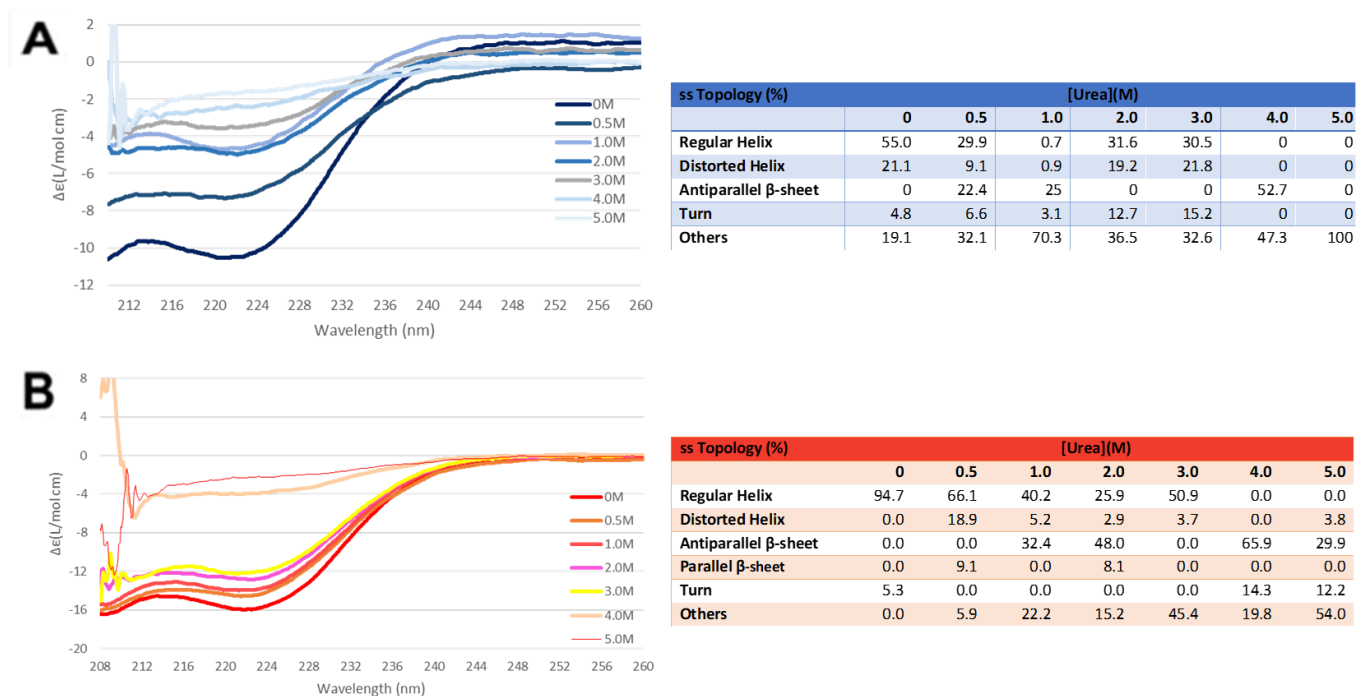 A
2
0
-2
-4
-6
-8
-10
-12
Δε(L/mol cm)
0M
0.5M
1.0M
2.0M
3.0M
4.0M
5.0M
212 216 220 224 228 232 236 240 244 248 252 256 260
Wavelength (nm)
ss Topology (%) [Urea](M)
0 0.5 1.0 2.0 3.0 4.0 5.0
Regular Helix 55.0 29.9 0.7 31.6 30.5 0 0
Distorted Helix 21.1 9.1 0.9 19.2 21.8 0 0
Antiparallel β-sheet 0 22.4 25 0 0 52.7 0
Turn 4.8 6.6 3.1 12.7 15.2 0 0
Others 19.1 32.1 70.3 36.5 32.6 47.3 100
B
8
4
0
-4
-8
-12
-16
-20
Δε(L/mol cm)
0M
0.5M
1.0M
2.0M
3.0M
4.0M
5.0M
208 212 216 220 224 228 232 236 240 244 248 252 256 260
Wavelength (nm)
ss Topology (%) [Urea](M)
0 0.5 1.0 2.0 3.0 4.0 5.0
Regular Helix 94.7 66.1 40.2 25.9 50.9 0.0 0.0
Distorted Helix 0.0 18.9 5.2 2.9 3.7 0.0 3.8
Antiparallel β-sheet 0.0 0.0 32.4 48.0 0.0 65.9 29.9
Parallel β-sheet 0.0 9.1 0.0 8.1 0.0 0.0 0.0
Turn 5.3 0.0 0.0 0.0 0.0 14.3 12.2
Others 0.0 5.9 22.2 15.2 45.4 19.8 54.0